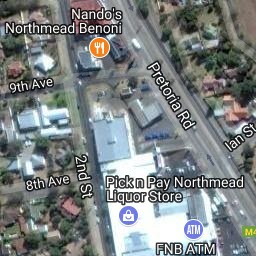 Nando's
Northmead Benoni
9th Ave
Pretoria Rd
Ian St
2nd St
8th Ave
Pick n Pay Northmead
Liquor Store
ATM
FNB ATM